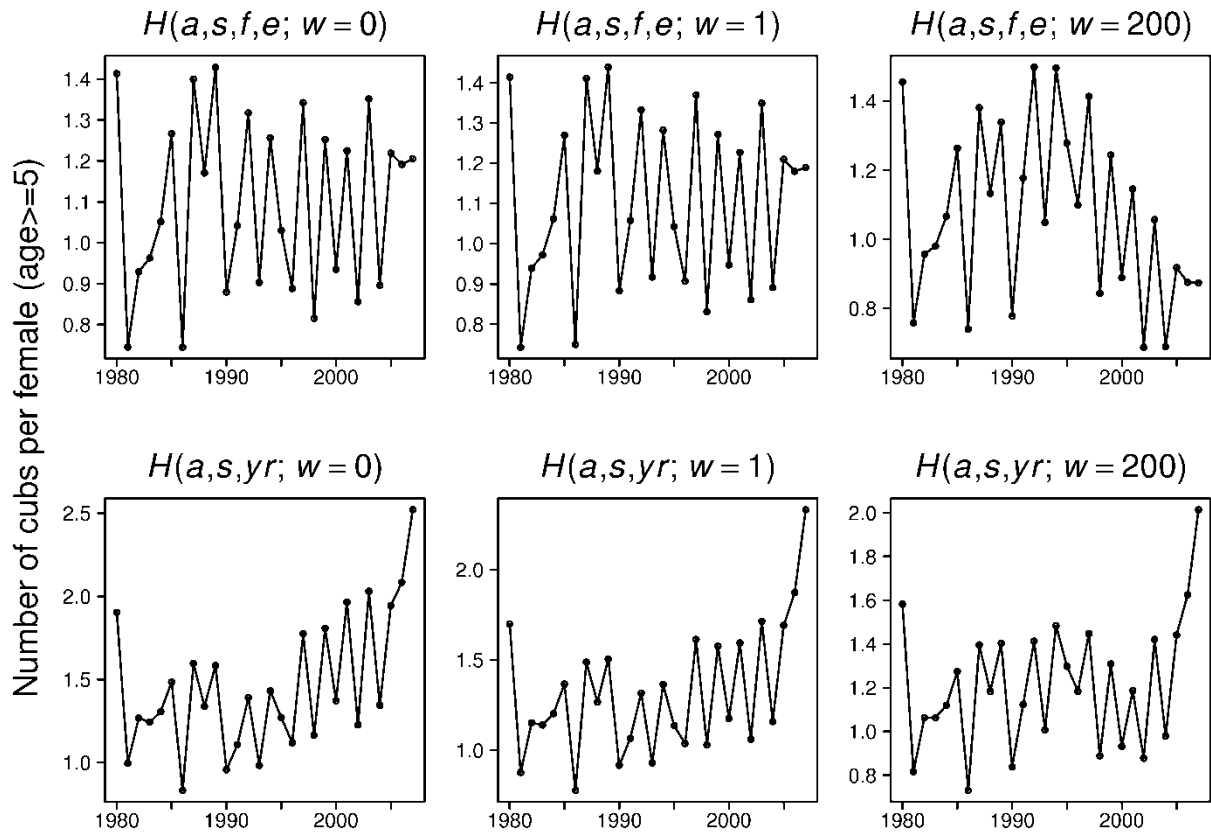 H(a,s,f,e; w = 0)
H(a,s,f,e; w = 1)
H(a,s,f,e; w = 200)
Number of cubs per female (age>=5)
1.4
1.3
1.2
1.1
1.0
0.9
0.8
1980 1990 2000
1.4
1.3
1.2
1.1
1.0
0.9
0.8
1980 1990 2000
1.4
1.2
1.0
0.8
1980 1990 2000
H(a,s,yr; w = 0)
H(a,s,yr; w = 1)
H(a,s,yr; w = 200)
2.5
2.0
1.5
1.0
1980 1990 2000
2.0
1.5
1.0
1980 1990 2000
2.0
1.8
1.6
1.4
1.2
1.0
0.8
1980 1990 2000